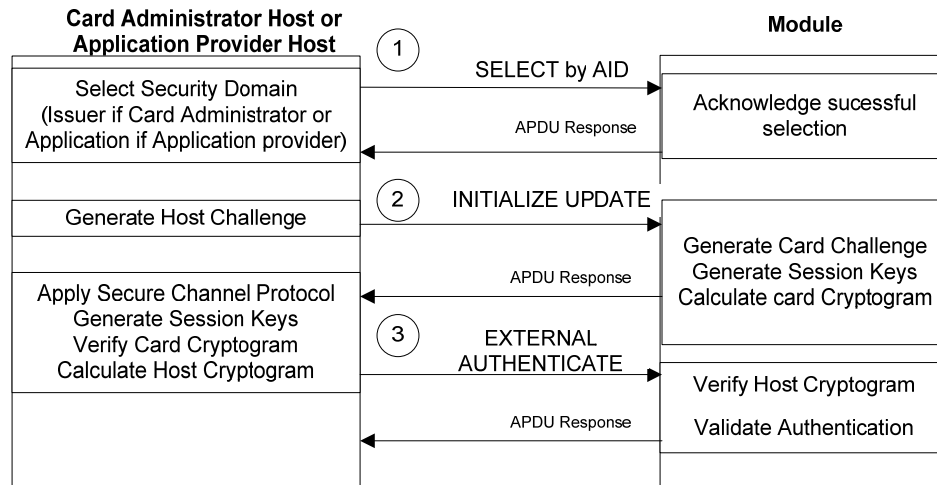 Card Administrator Host or
Application Provider Host
Module
1
SELECT by AID
Select Security Domain
(Issuer if Card Administrator or
Application if Application provider)
Acknowledge sucessful
selection
APDU Response
2
INITIALIZE UPDATE
Generate Host Challenge
Generate Card Challenge
Generate Session Keys
Calculate card Cryptogram
APDU Response
Apply Secure Channel Protocol
Generate Session Keys
Verify Card Cryptogram
Calculate Host Cryptogram
3
EXTERNAL
AUTHENTICATE
Verify Host Cryptogram
Validate Authentication
APDU Response